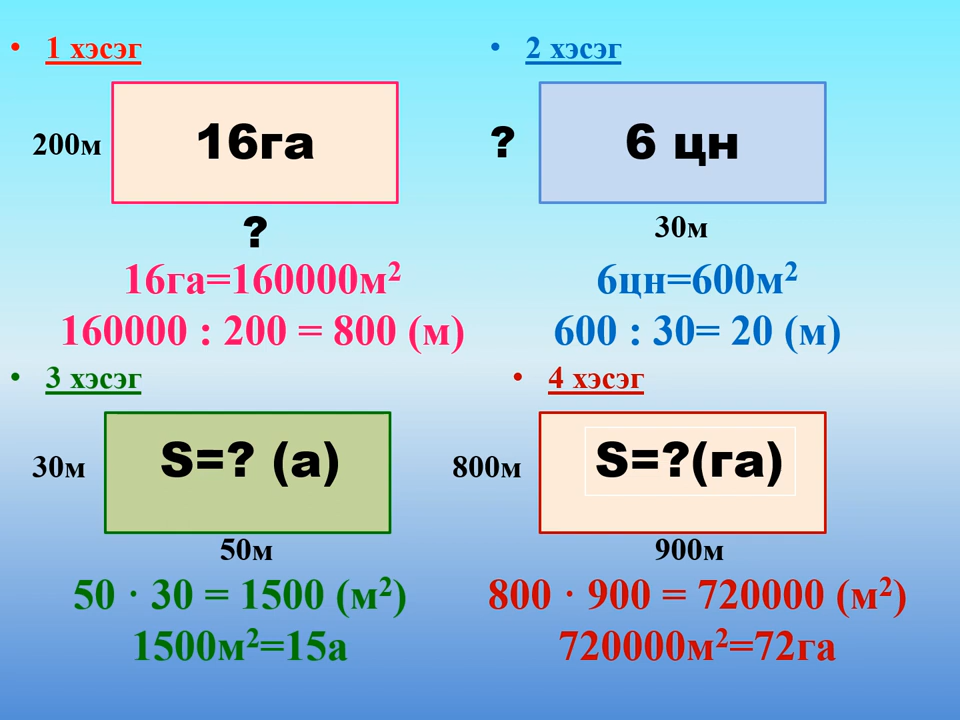 • 1 хэсэг
200м
16га
?
16га=160000м²
160000 : 200 = 800 (м)
• 2 хэсэг
?
6 цн
30м
6цн=600м²
600 : 30= 20 (м)
• 3 хэсэг
30м
S=? (а)
50м
50 · 30 = 1500 (м²)
1500м²=15а
• 4 хэсэг
800м
S=?(га)
900м
800 · 900 = 720000 (м²)
720000м²=72га